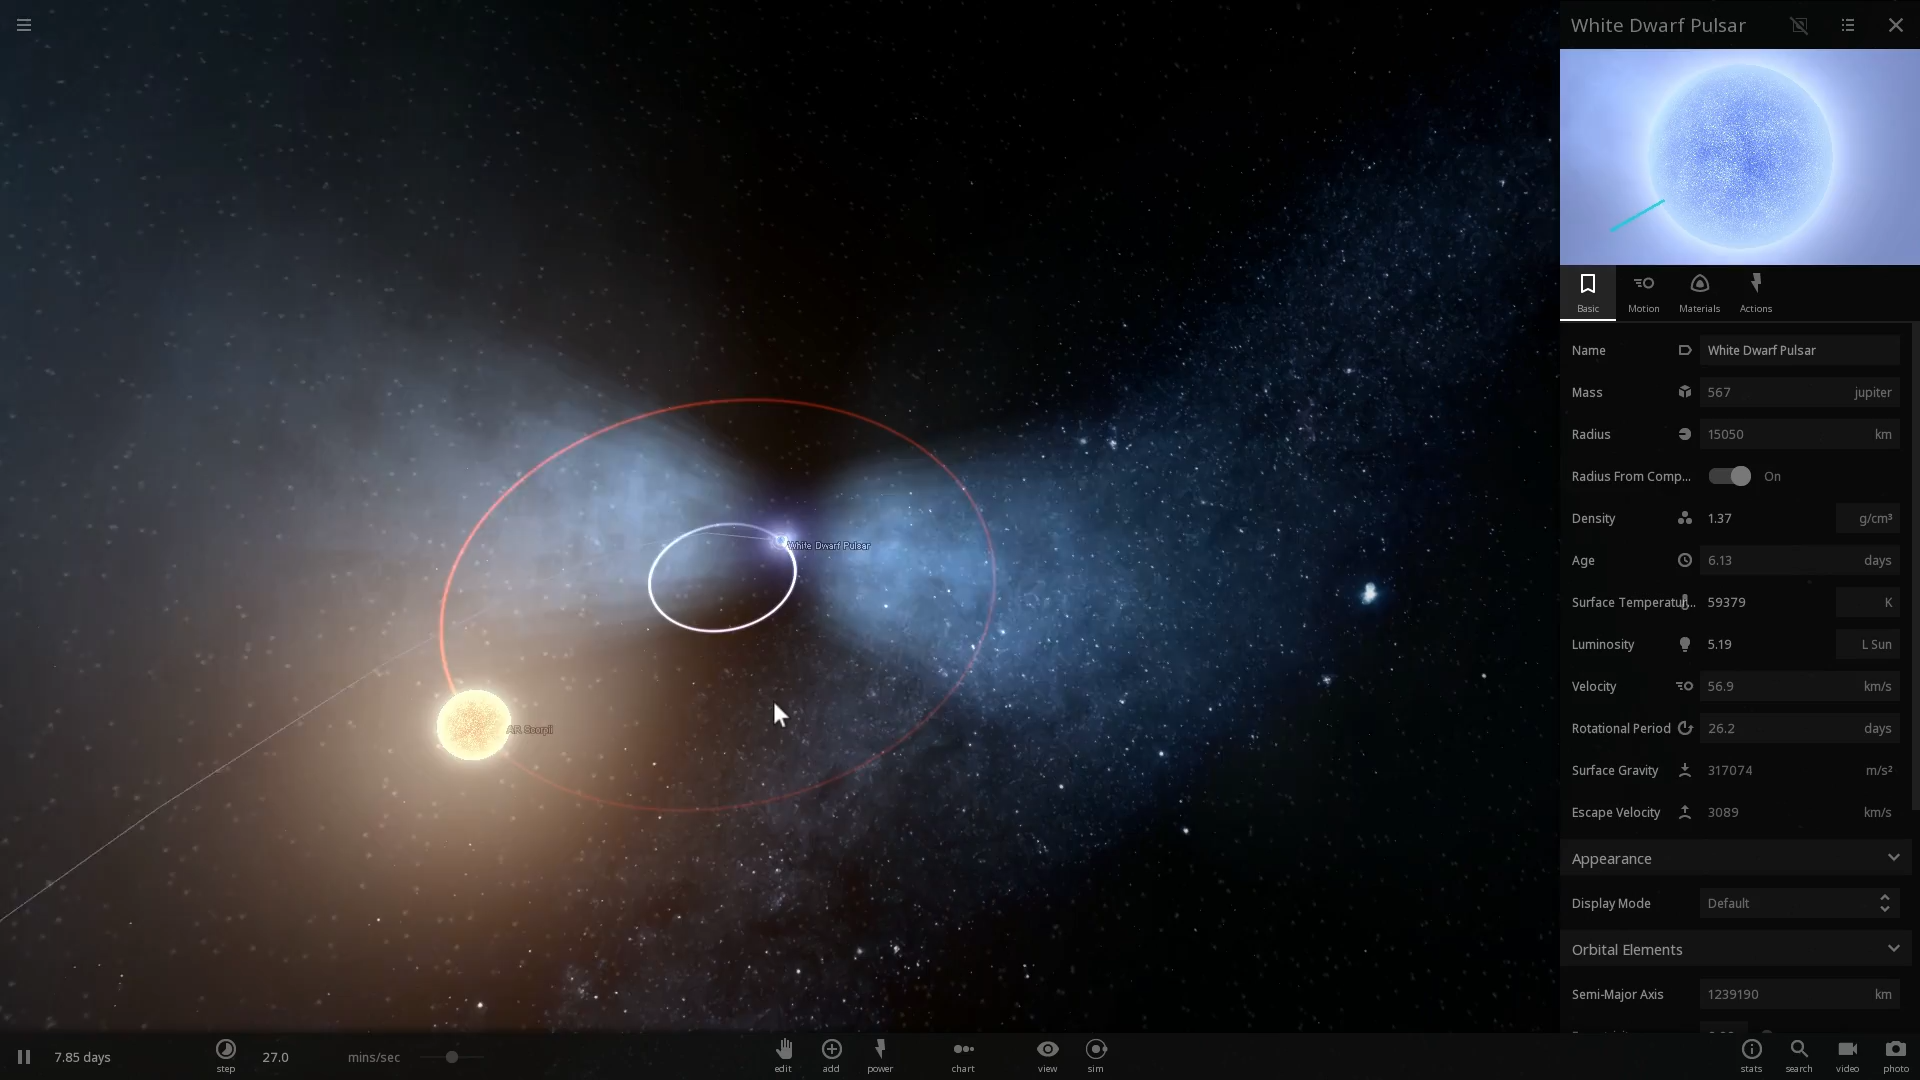 White Dwarf Pulsar
Basic
Motion
Materials
Actions
Name White Dwarf Pulsar
Mass 567 jupiter
Radius 15050 km
Radius From Comp... On
Density 1.37 g/cm³
Age 6.13 days
Surface Temperatur... 59379 K
Luminosity 5.19 L Sun
Velocity 56.9 km/s
Rotational Period 26.2 days
Surface Gravity 317074 m/s²
Escape Velocity 3089 km/s
Appearance
Display Mode Default
Orbital Elements
Semi-Major Axis 1239190 km
White Dwarf Pulsar
AR Scorpii
7.85 days
step
27.0 mins/sec
edit
add
power
chart
view
sim
stats
search
video
photo